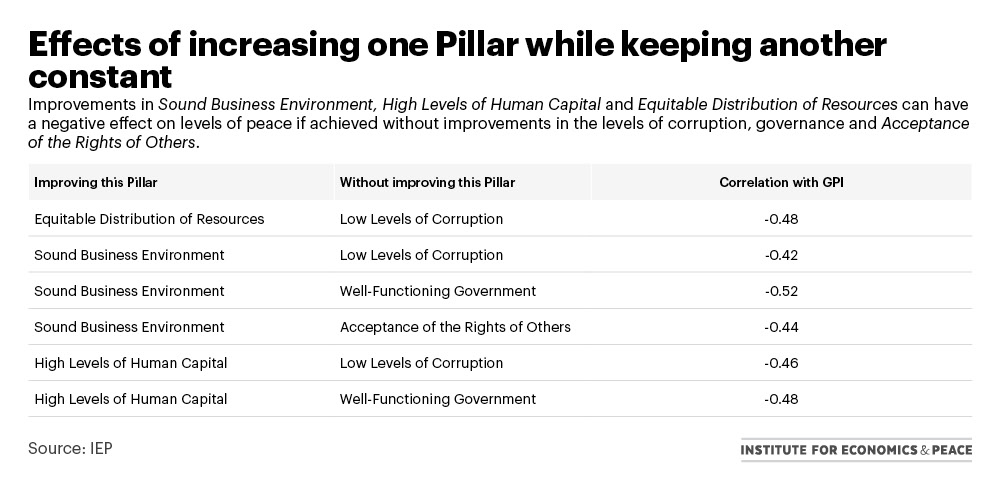 Effects of increasing one Pillar while keeping another
constant
Improvements in Sound Business Environment, High Levels of Human Capital and Equitable Distribution of Resources can have
a negative effect on levels of peace if achieved without improvements in the levels of corruption, governance and Acceptance
of the Rights of Others.
Improving this Pillar Without improving this Pillar Correlation with GPI
Equitable Distribution of Resources Low Levels of Corruption -0.48
Sound Business Environment Low Levels of Corruption -0.42
Sound Business Environment Well-Functioning Government -0.52
Sound Business Environment Acceptance of the Rights of Others -0.44
High Levels of Human Capital Low Levels of Corruption -0.46
High Levels of Human Capital Well-Functioning Government -0.48
Source: IEP
INSTITUTE FOR ECONOMICS & PEACE